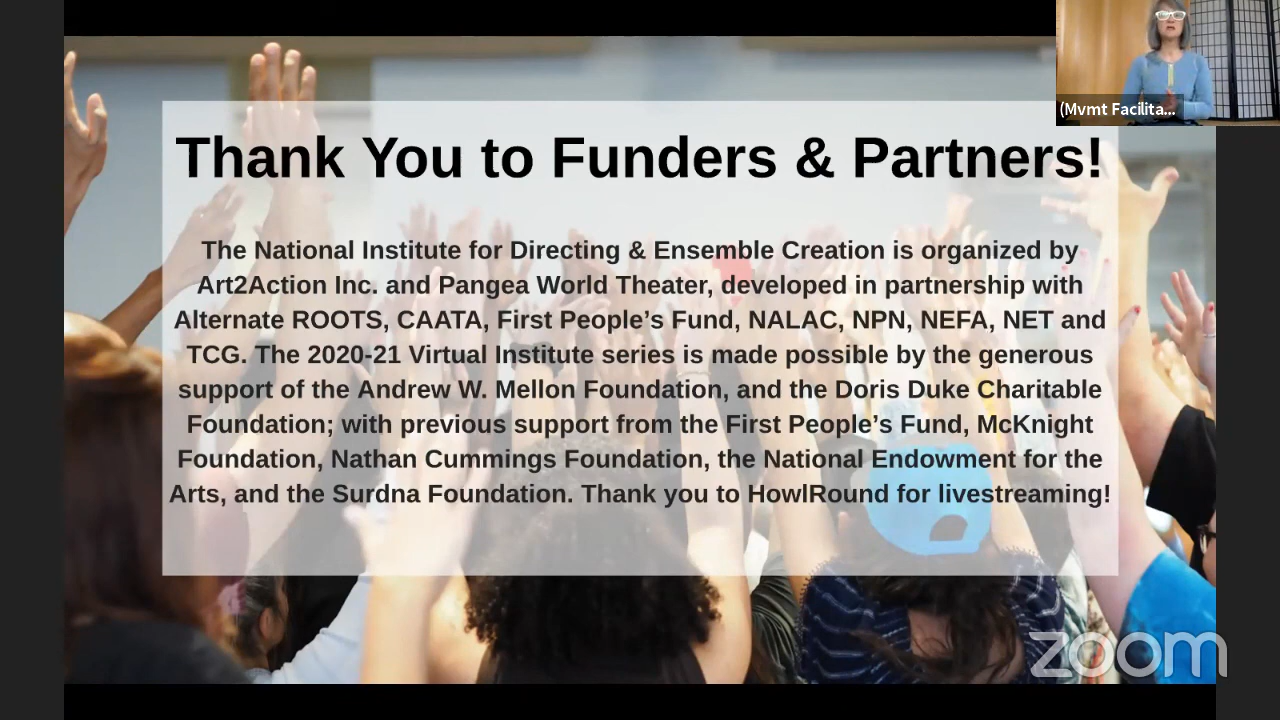 (Mvmt Facilita...
Thank You to Funders & Partners!
The National Institute for Directing & Ensemble Creation is organized by
Art2Action Inc. and Pangea World Theater, developed in partnership with
Alternate ROOTS, CAATA, First People’s Fund, NALAC, NPN, NEFA, NET and
TCG. The 2020-21 Virtual Institute series is made possible by the generous
support of the Andrew W. Mellon Foundation, and the Doris Duke Charitable
Foundation; with previous support from the First People’s Fund, McKnight
Foundation, Nathan Cummings Foundation, the National Endowment for the
Arts, and the Surdna Foundation. Thank you to HowlRound for livestreaming!
zoom